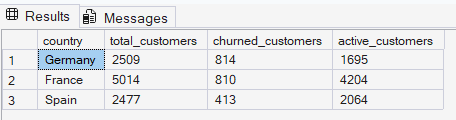 Results Messages
country total_customers churned_customers active_customers
1 Germany 2509 814 1695
2 France 5014 810 4204
3 Spain 2477 413 2064